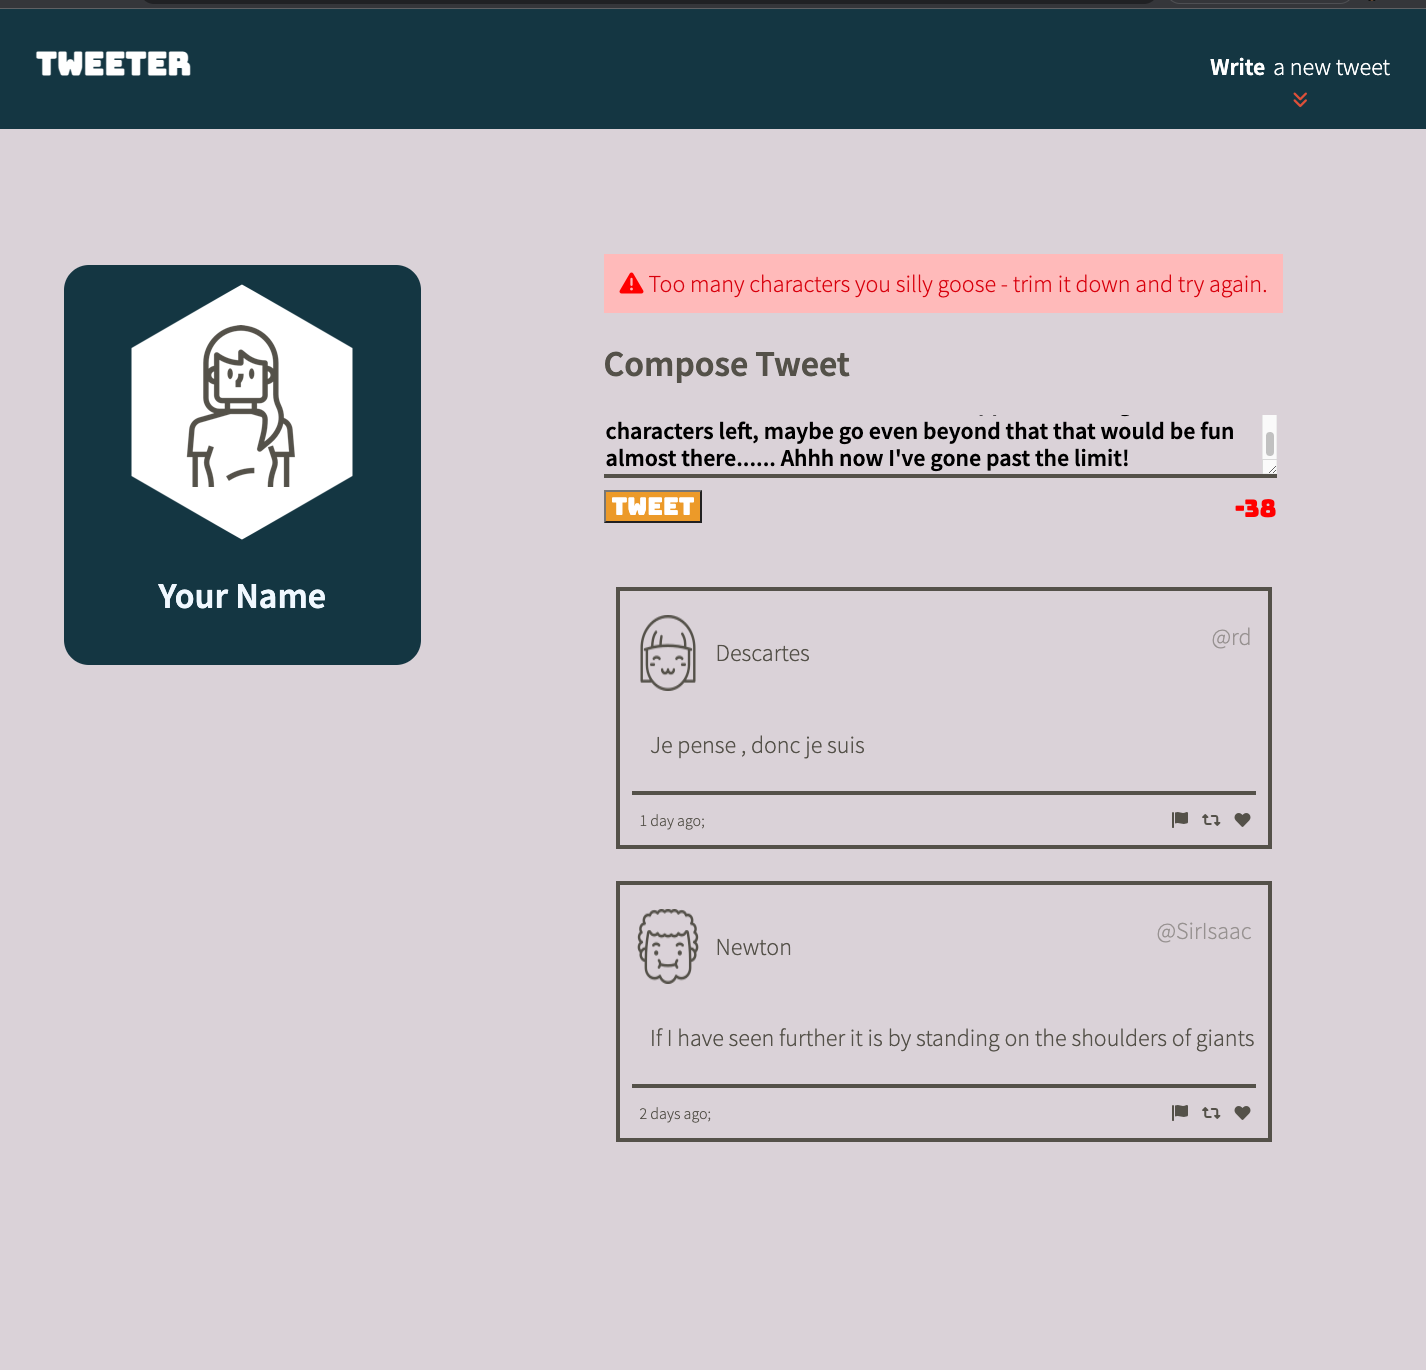 TWEETER
Write a new tweet
Too many characters you silly goose - trim it down and try again.
Compose Tweet
characters left, maybe go even beyond that that would be fun
almost there...... Ahhh now I've gone past the limit!
TWEET
-38
Your Name
Descartes
@rd
Je pense , donc je suis
1 day ago;
Newton
@SirIsaac
If I have seen further it is by standing on the shoulders of giants
2 days ago;